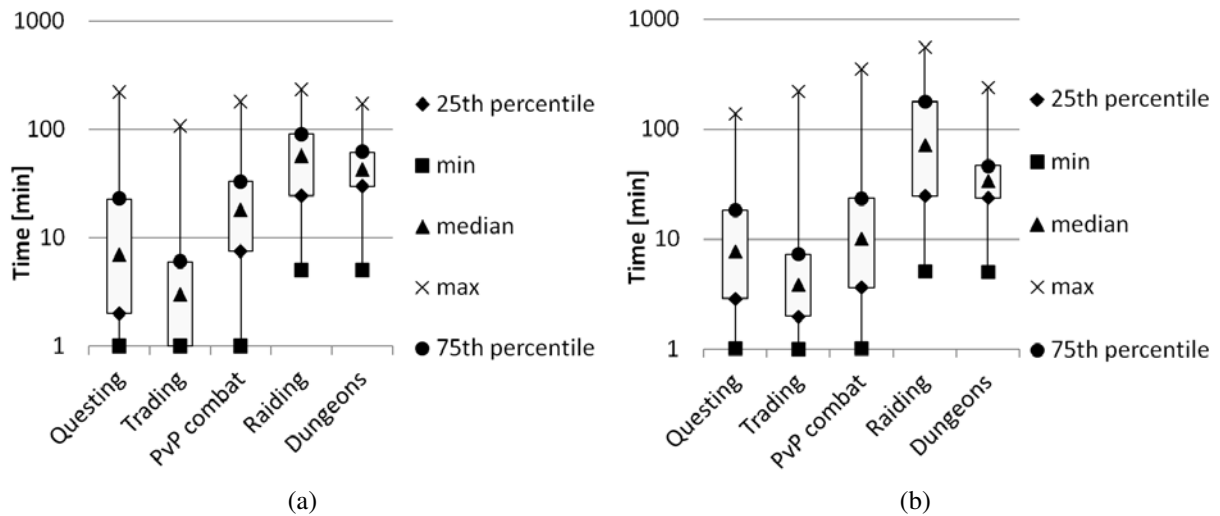 1000
100
10
1
Time [min]
Questing
Trading
PvP combat
Raiding
Dungeons
25th percentile
min
median
max
75th percentile
(a)
1000
100
10
1
Time [min]
Questing
Trading
PvP combat
Raiding
Dungeons
25th percentile
min
median
max
75th percentile
(b)